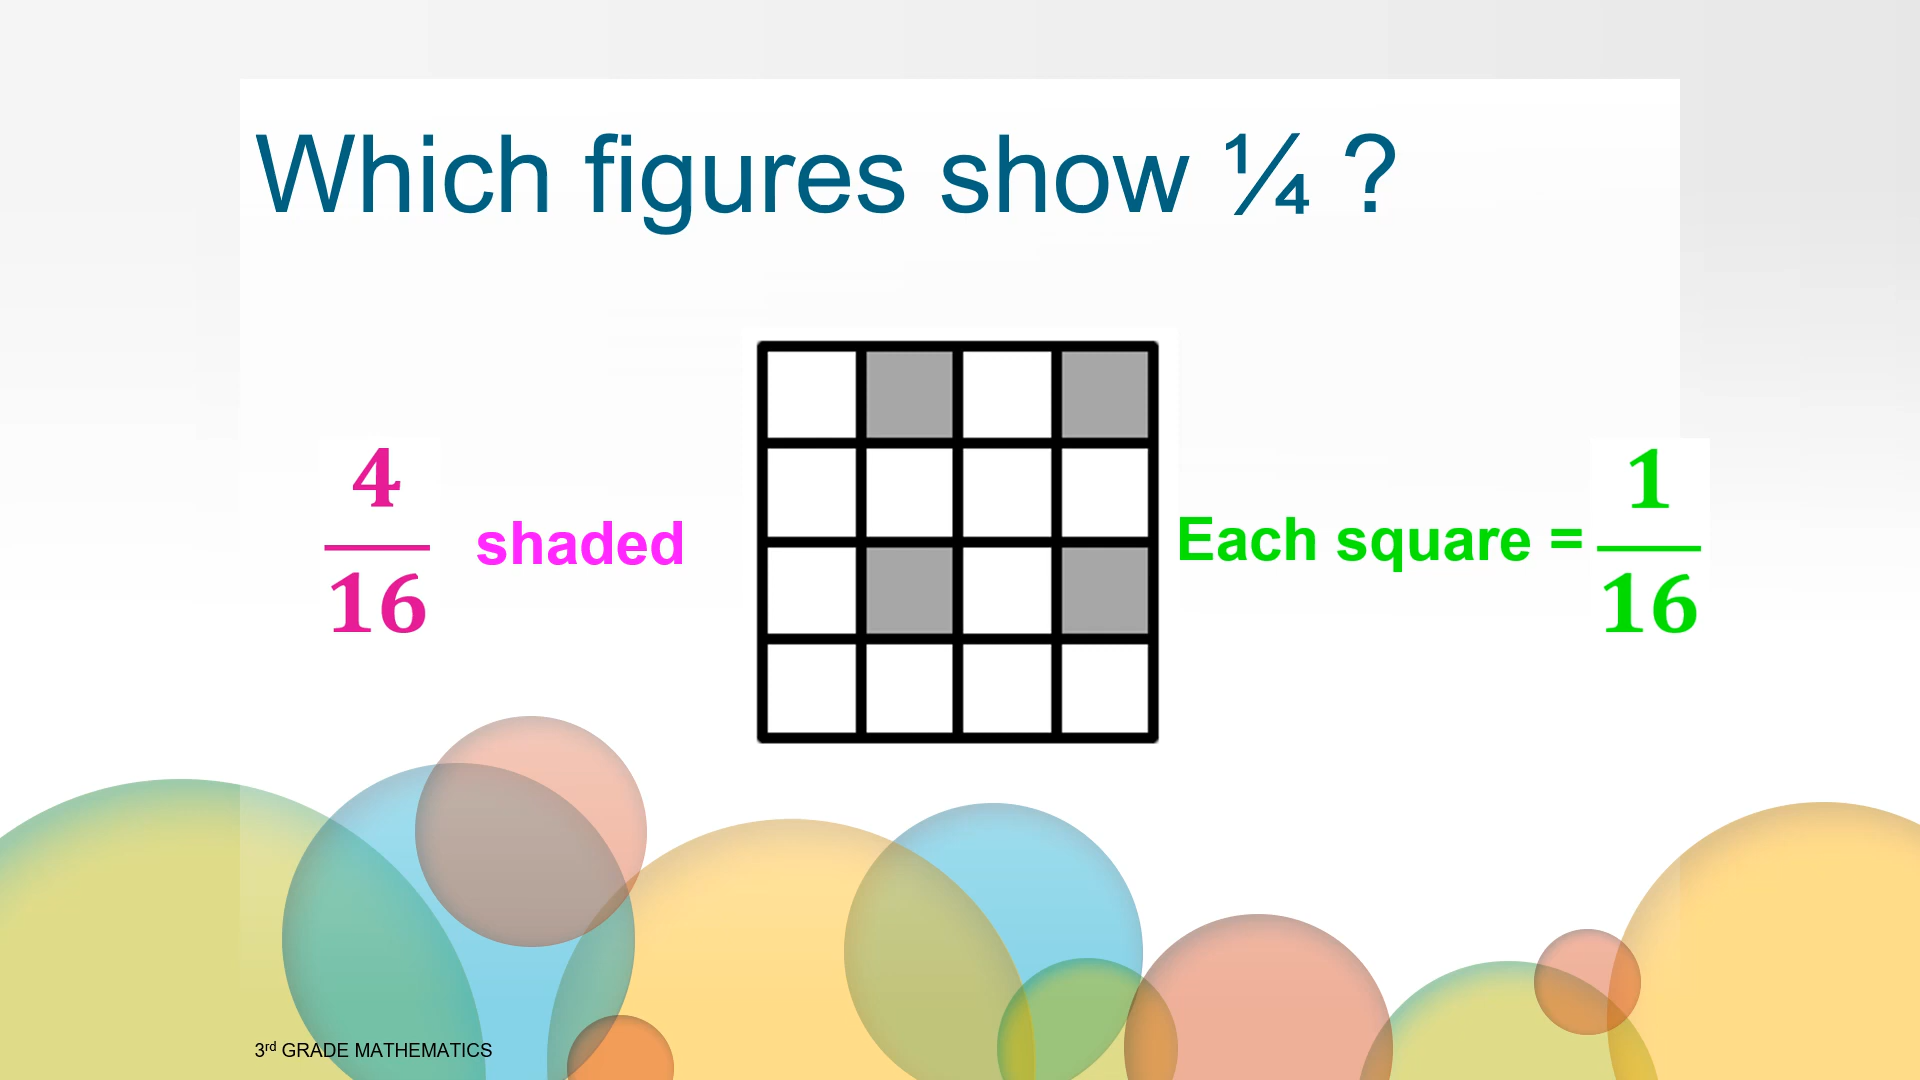 Which figures show ¼ ?
4
16
shaded
Each square =
1
16
3rd GRADE MATHEMATICS